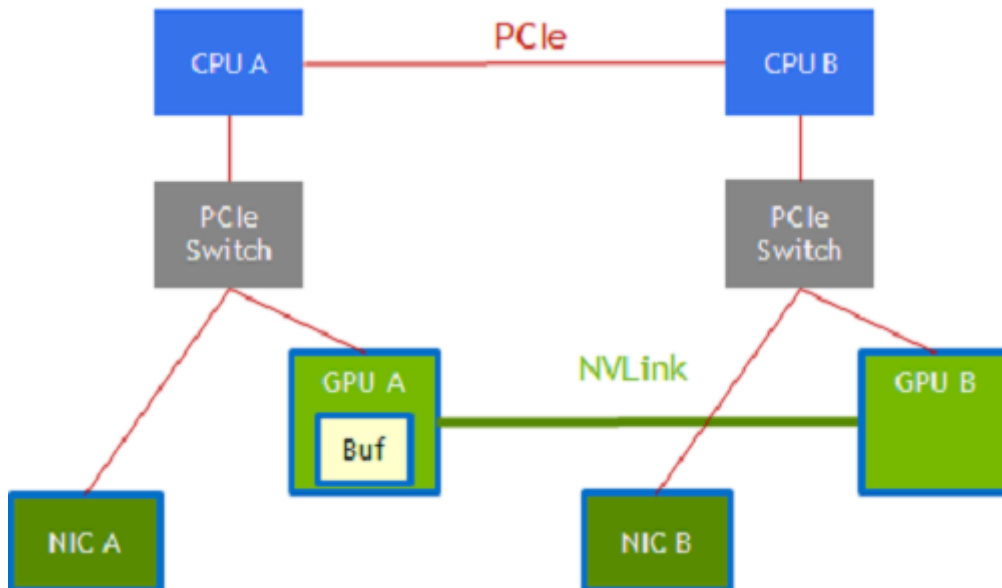 PCIe
CPU A
CPU B
PCIe
Switch
PCIe
Switch
GPU A
NVLink
GPU B
Buf
NIC A
NIC B